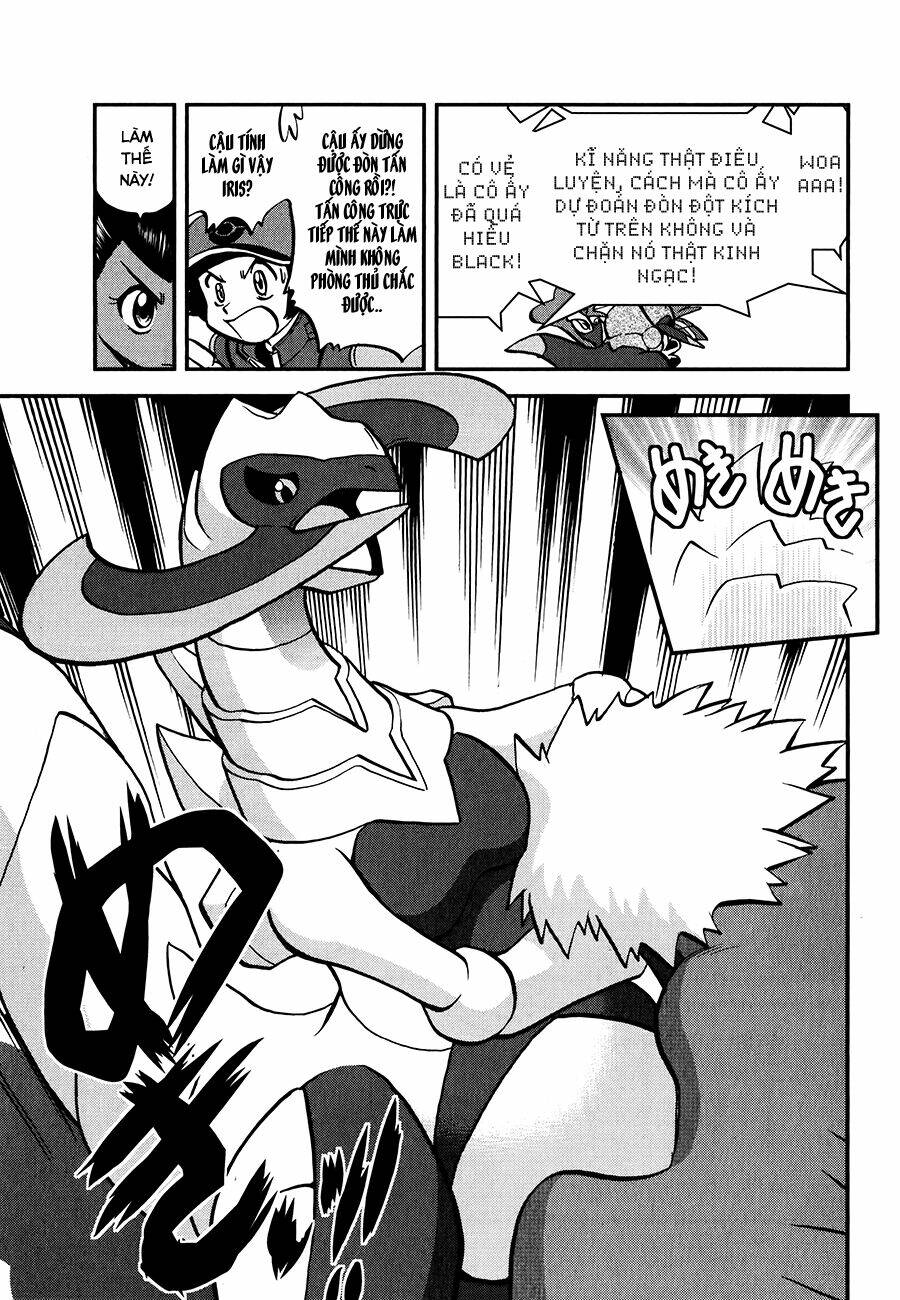 WOA
AAA!
KĨ NĂNG THẬT ĐIÊU
LUYỆN, CÁCH MÀ CÔ ẤY
DỰ ĐOÁN ĐÒN ĐỘT KÍCH
TỪ TRÊN KHÔNG VÀ
CHẶN NÓ THẬT KINH
NGẠC!
CÓ VẺ
LÀ CÔ ẤY
ĐÃ QUÁ
HIỂU
BLACK!
CẬU ẤY DỪNG
ĐƯỢC ĐÒN TẤN
CÔNG RỒI?!
TẤN CÔNG TRỰC
TIẾP THẾ NÀY LÀM
MÌNH KHÔNG
PHÒNG THỦ CHẮC
ĐƯỢC..
CẬU TÍNH
LÀM GÌ VẬY
IRIS?
LÀM
THẾ
NÀY!
めき
めき
めき